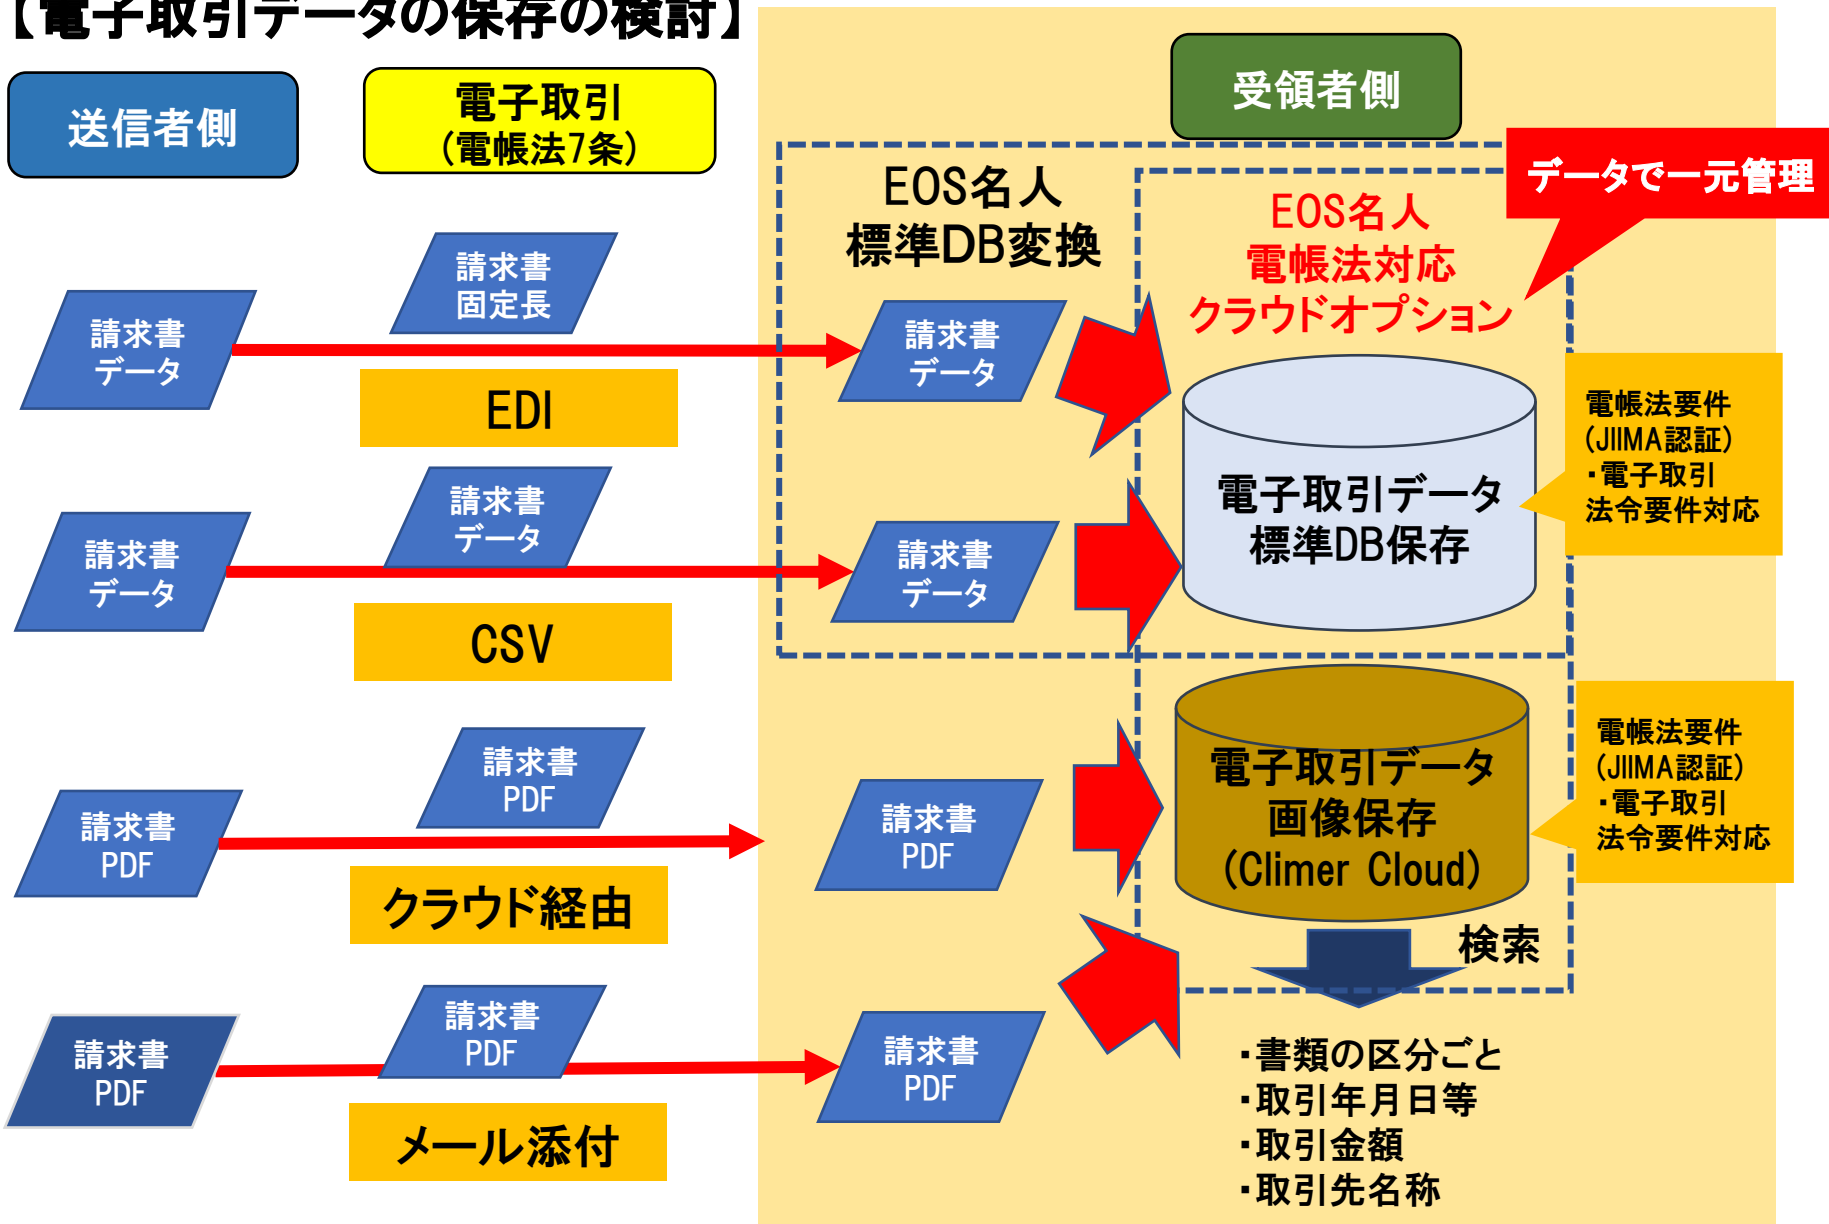 【電子取引データの保存の検討】
送信者側
電子取引
(電帳法7条)
受領者側
データで一元管理
EOS名人
標準DB変換
EOS名人
電帳法対応
クラウドオプション
請求書
データ
請求書
固定長
EDI
請求書
データ
請求書
データ
請求書
データ
CSV
請求書
データ
電子取引データ
標準DB保存
電帳法要件
(JIIMA認証)
・電子取引
法令要件対応
請求書
PDF
請求書
PDF
クラウド経由
請求書
PDF
電子取引データ
画像保存
(Climer Cloud)
電帳法要件
(JIIMA認証)
・電子取引
法令要件対応
検索
請求書
PDF
請求書
PDF
メール添付
請求書
PDF
・書類の区分ごと
・取引年月日等
・取引金額
・取引先名称